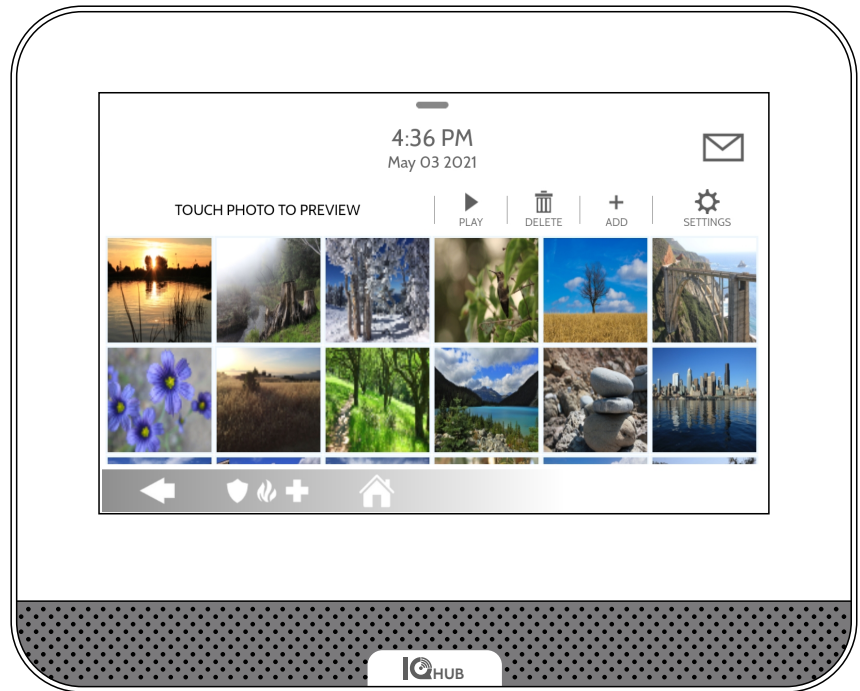 4:36 PM
May 03 2021
TOUCH PHOTO TO PREVIEW
PLAY
DELETE
ADD
SETTINGS
IQ HUB